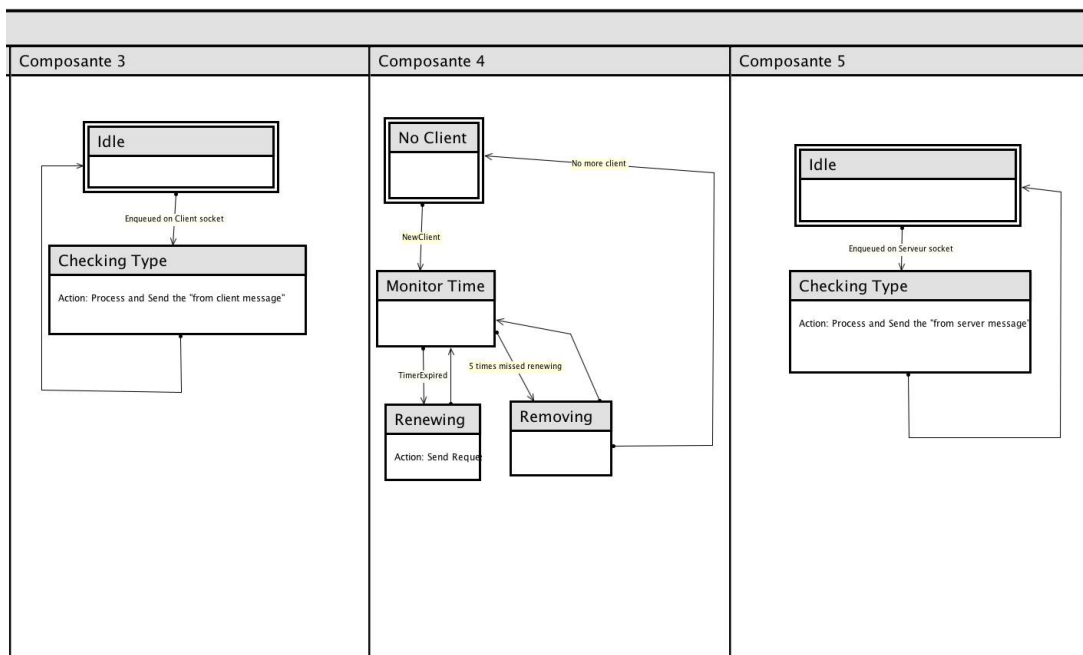 Composante 3
Composante 4
Composante 5
Idle
Enqueued on Client socket
Checking Type
Action: Process and Send the "from client message"
No Client
No more client
NewClient
Monitor Time
TimerExpired
5 times missed renewing
Renewing
Action: Send Reque
Removing
Idle
Enqueued on Serveur socket
Checking Type
Action: Process and Send the "from server message"